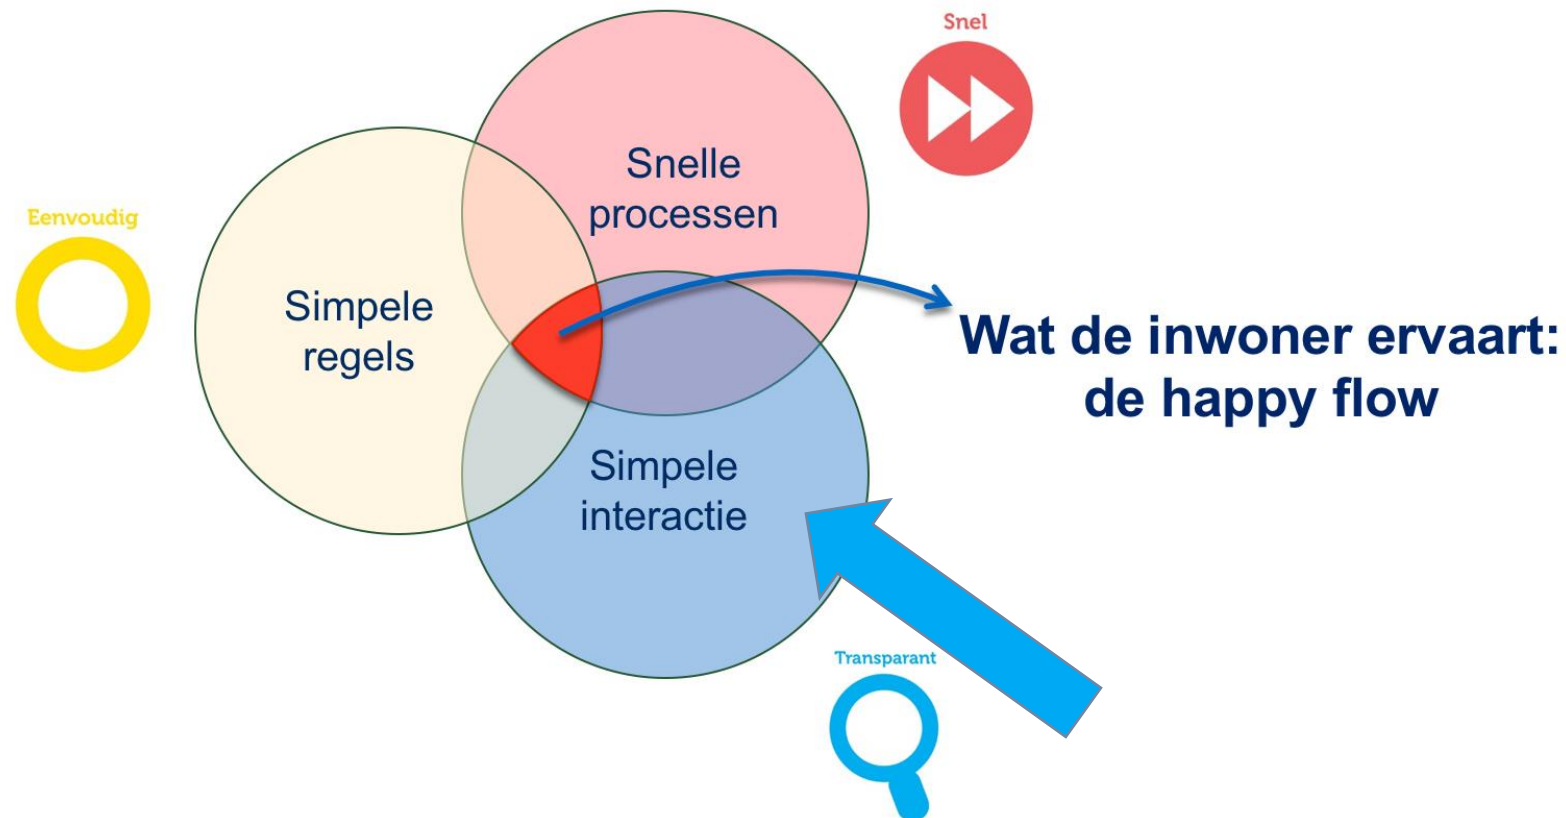 Snel
Snelle
processen
Eenvoudig
Simpele
regels
Wat de inwoner ervaart:
de happy flow
Simpele
interactie
Transparant